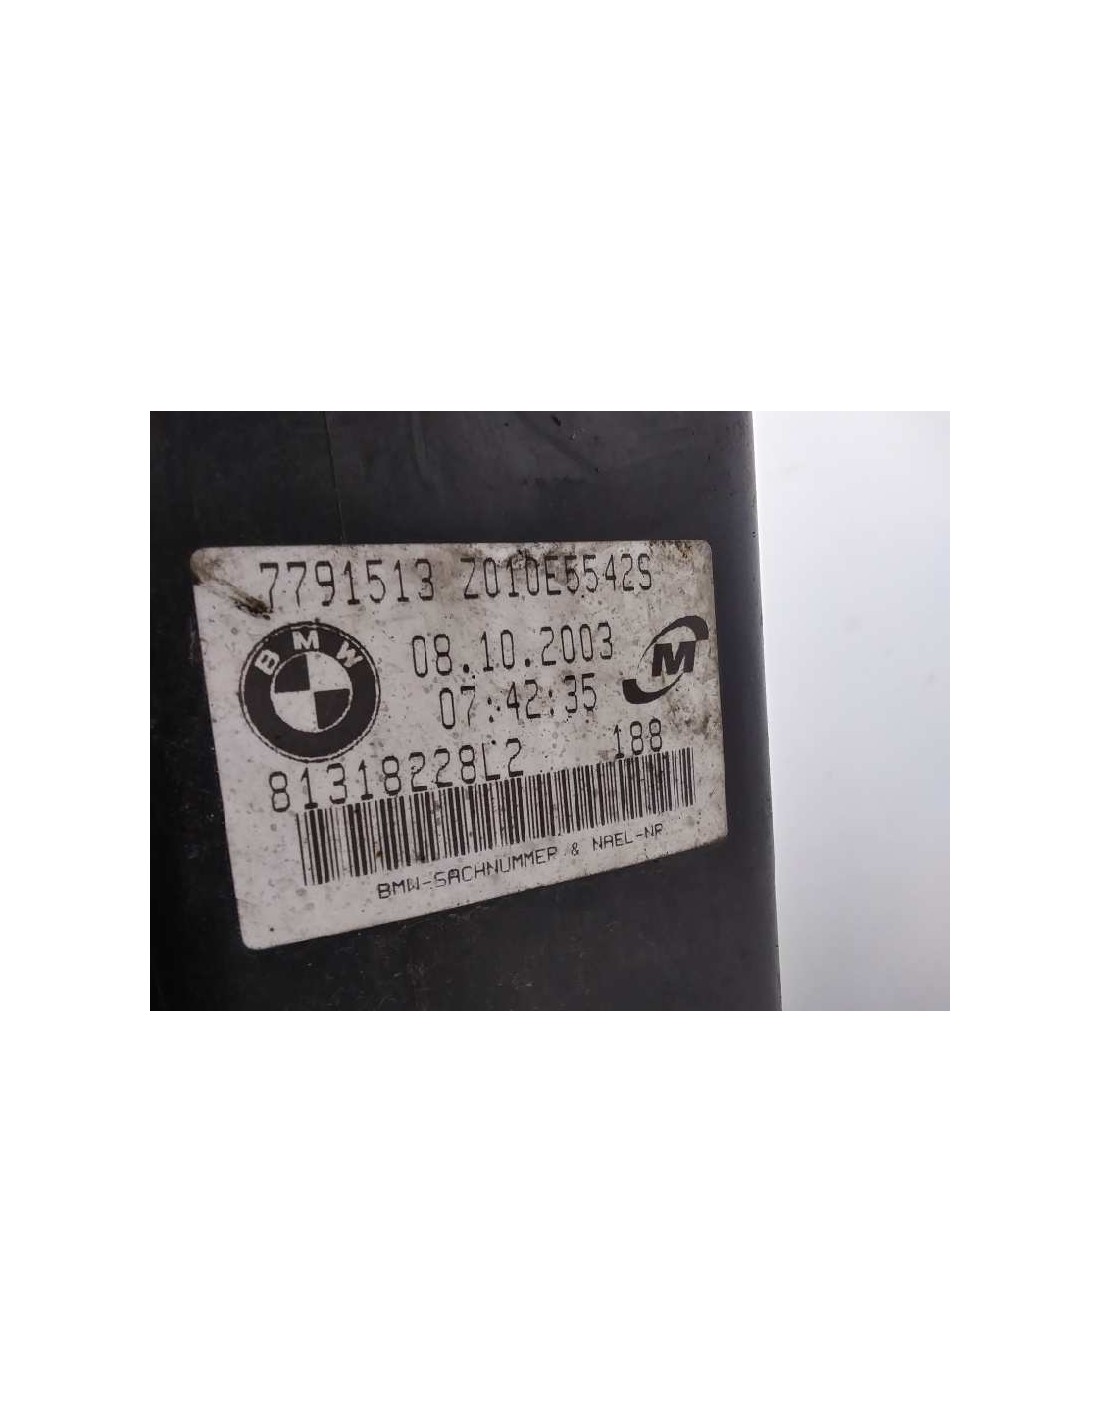 7791513 Z010E5542S
BMW
08.10.2003
M
07:42:35
81318228L2 188
BMW-SACHNUMMER & NAEL-NR